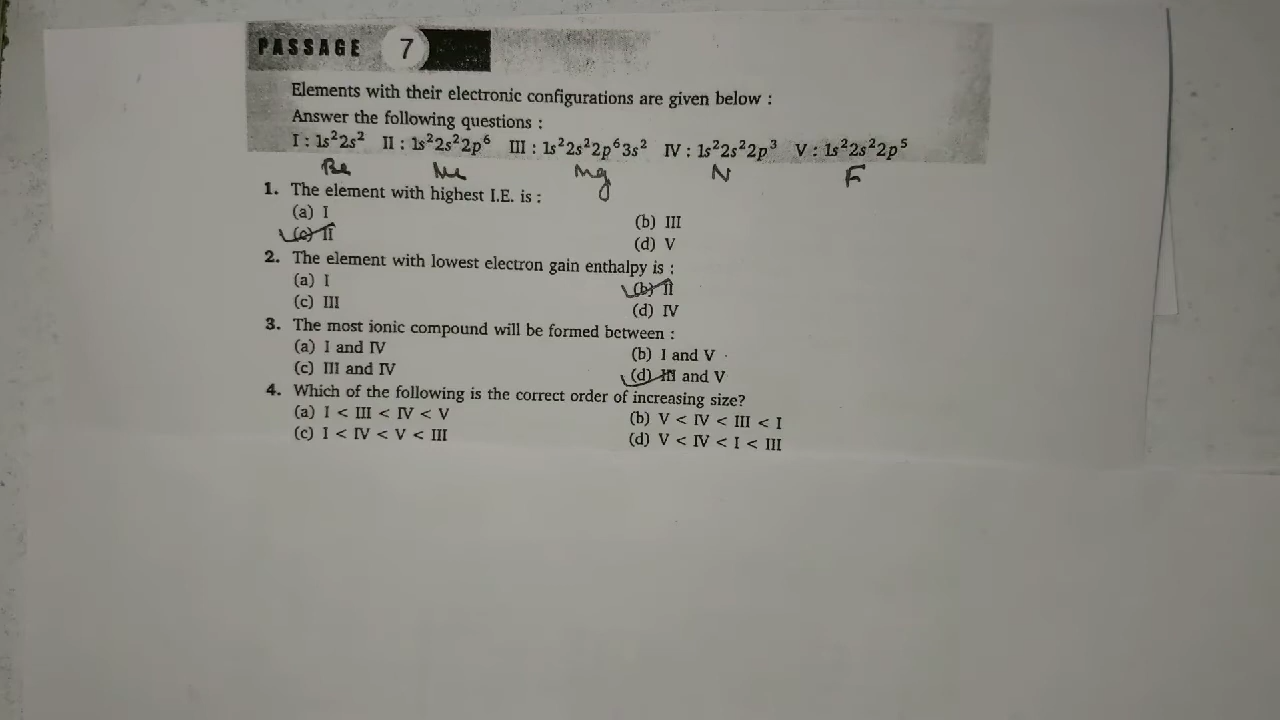 PASSAGE 7
Elements with their electronic configurations are given below :
Answer the following questions :
I : 1s²2s² II : 1s²2s²2p⁶ III : 1s²2s²2p⁶3s² IV : 1s²2s²2p³ V : 1s²2s²2p⁵
Be Ne Mg N F
1. The element with highest I.E. is :
(a) I (b) III
(c) II (d) V
2. The element with lowest electron gain enthalpy is :
(a) I (b) II
(c) III (d) IV
3. The most ionic compound will be formed between :
(a) I and IV (b) I and V
(c) III and IV (d) III and V
4. Which of the following is the correct order of increasing size?
(a) I < III < IV < V (b) V < IV < III < I
(c) I < IV < V < III (d) V < IV < I < III